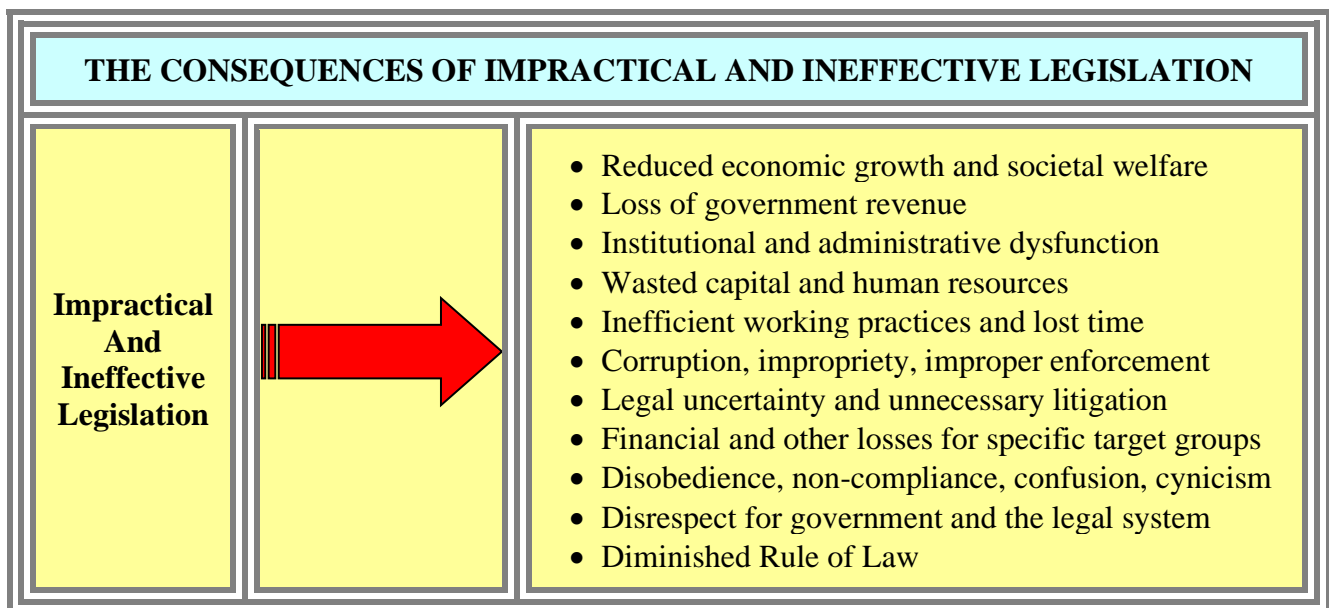 THE CONSEQUENCES OF IMPRACTICAL AND INEFFECTIVE LEGISLATION
Impractical
And
Ineffective
Legislation
• Reduced economic growth and societal welfare
• Loss of government revenue
• Institutional and administrative dysfunction
• Wasted capital and human resources
• Inefficient working practices and lost time
• Corruption, impropriety, improper enforcement
• Legal uncertainty and unnecessary litigation
• Financial and other losses for specific target groups
• Disobedience, non-compliance, confusion, cynicism
• Disrespect for government and the legal system
• Diminished Rule of Law